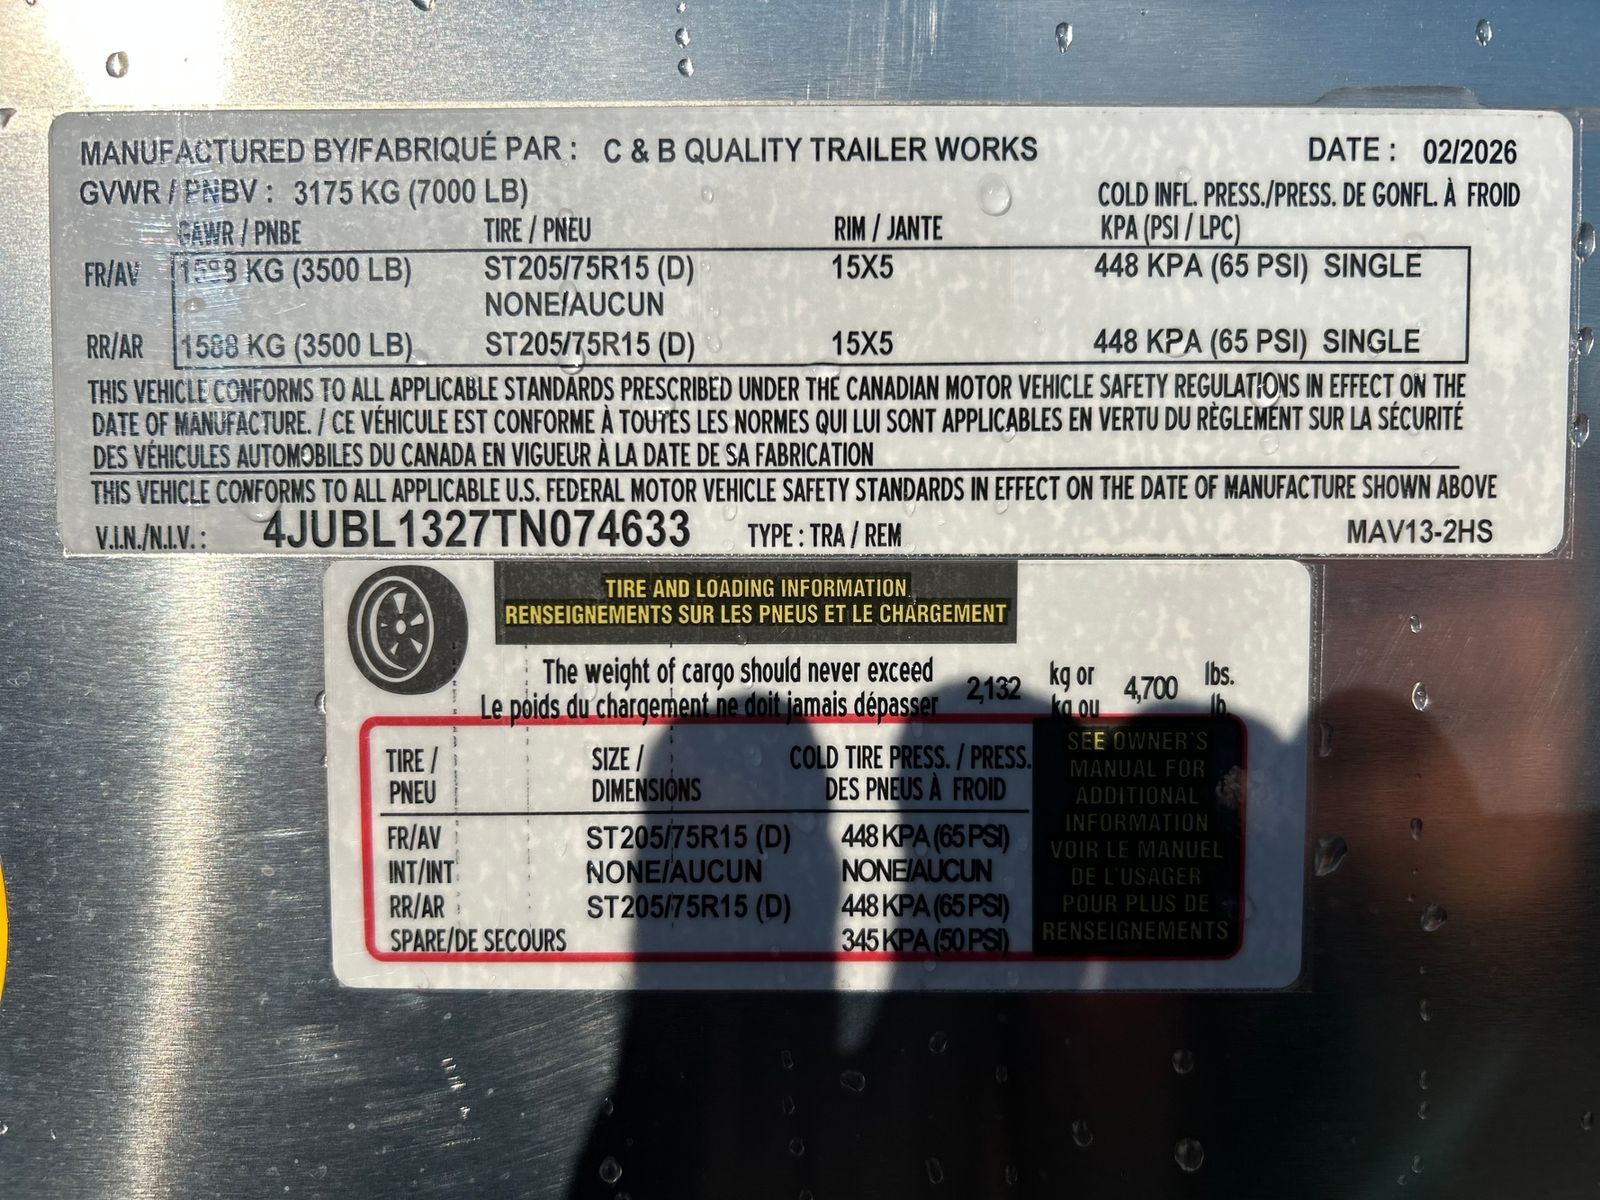 MANUFACTURED BY/FABRIQUÉ PAR : C & B QUALITY TRAILER WORKS DATE : 02/2026
GVWR / PNBV : 3175 KG (7000 LB) COLD INFL. PRESS./PRESS. DE GONFL. À FROID
GAWR / PNBE TIRE / PNEU RIM / JANTE KPA (PSI / LPC)
FR/AV 1588 KG (3500 LB) ST205/75R15 (D) 15X5 448 KPA (65 PSI) SINGLE
NONE/AUCUN
RR/AR 1588 KG (3500 LB) ST205/75R15 (D) 15X5 448 KPA (65 PSI) SINGLE
THIS VEHICLE CONFORMS TO ALL APPLICABLE STANDARDS PRESCRIBED UNDER THE CANADIAN MOTOR VEHICLE SAFETY REGULATIONS IN EFFECT ON THE
DATE OF MANUFACTURE. / CE VÉHICULE EST CONFORME À TOUTES LES NORMES QUI LUI SONT APPLICABLES EN VERTU DU RÈGLEMENT SUR LA SÉCURITÉ
DES VÉHICULES AUTOMOBILES DU CANADA EN VIGUEUR À LA DATE DE SA FABRICATION
THIS VEHICLE CONFORMS TO ALL APPLICABLE U.S. FEDERAL MOTOR VEHICLE SAFETY STANDARDS IN EFFECT ON THE DATE OF MANUFACTURE SHOWN ABOVE
V.I.N./N.I.V. : 4JUBL1327TN074633 TYPE : TRA / REM MAV13-2HS
TIRE AND LOADING INFORMATION
RENSEIGNEMENTS SUR LES PNEUS ET LE CHARGEMENT
The weight of cargo should never exceed 2,132 kg or 4,700 lbs.
Le poids du chargement ne doit jamais dépasser kg ou lb.
TIRE / SIZE / COLD TIRE PRESS. / PRESS.
PNEU DIMENSIONS DES PNEUS À FROID
FR/AV ST205/75R15 (D) 448 KPA (65 PSI)
INT/INT NONE/AUCUN NONE/AUCUN
RR/AR ST205/75R15 (D) 448 KPA (65 PSI)
SPARE/DE SECOURS 345 KPA (50 PSI)
SEE OWNER'S
MANUAL FOR
ADDITIONAL
INFORMATION
VOIR LE MANUEL
DE L'USAGER
POUR PLUS DE
RENSEIGNEMENTS